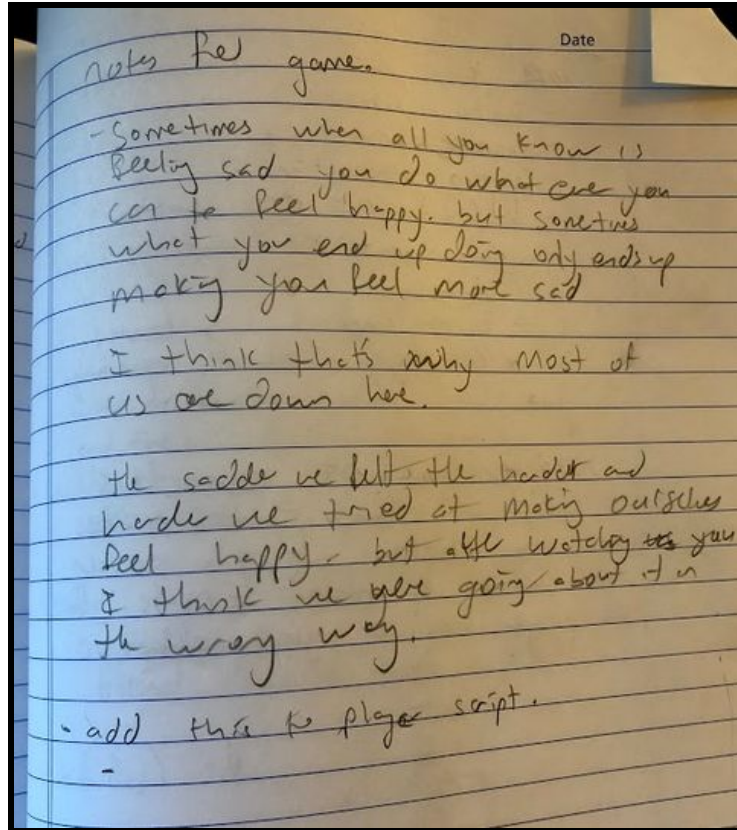 Date
notes for game.
- Sometimes when all you know is
feeling sad you do what ever you
can to feel happy. but sometimes
what you end up doing only ends up
making you feel more sad
I think that's why most of
us are down here.
the sadder we felt the harder and
harder we tried at making ourselves
feel happy. but after watching you
I think we were going about it in
the wrong way.
- add this to player script.
-